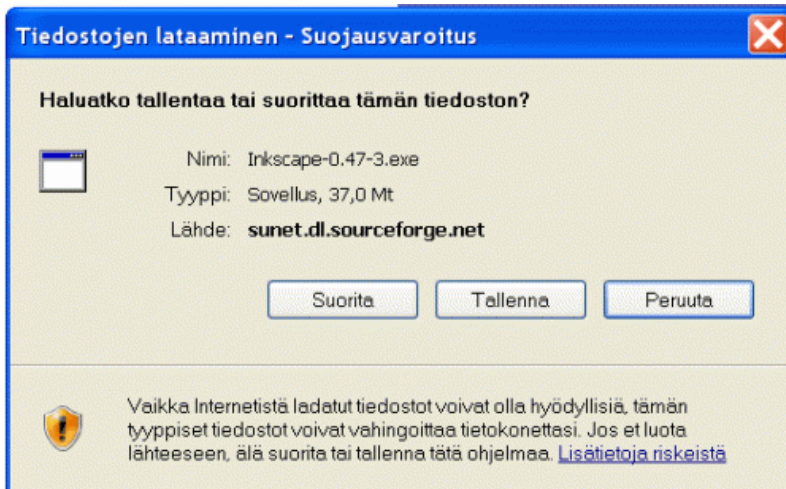 Tiedostojen lataaminen - Suojausvaroitus
Haluatko tallentaa tai suorittaa tämän tiedoston?
Nimi: Inkscape-0.47-3.exe
Tyyppi: Sovellus, 37,0 Mt
Lähde: sunet.dl.sourceforge.net
Suorita Tallenna Peruuta
Vaikka Internetistä ladatut tiedostot voivat olla hyödyllisiä, tämän
tyyppiset tiedostot voivat vahingoittaa tietokonettasi. Jos et luota
lähteeseen, älä suorita tai tallenna tätä ohjelmaa. Lisätietoja riskeistä